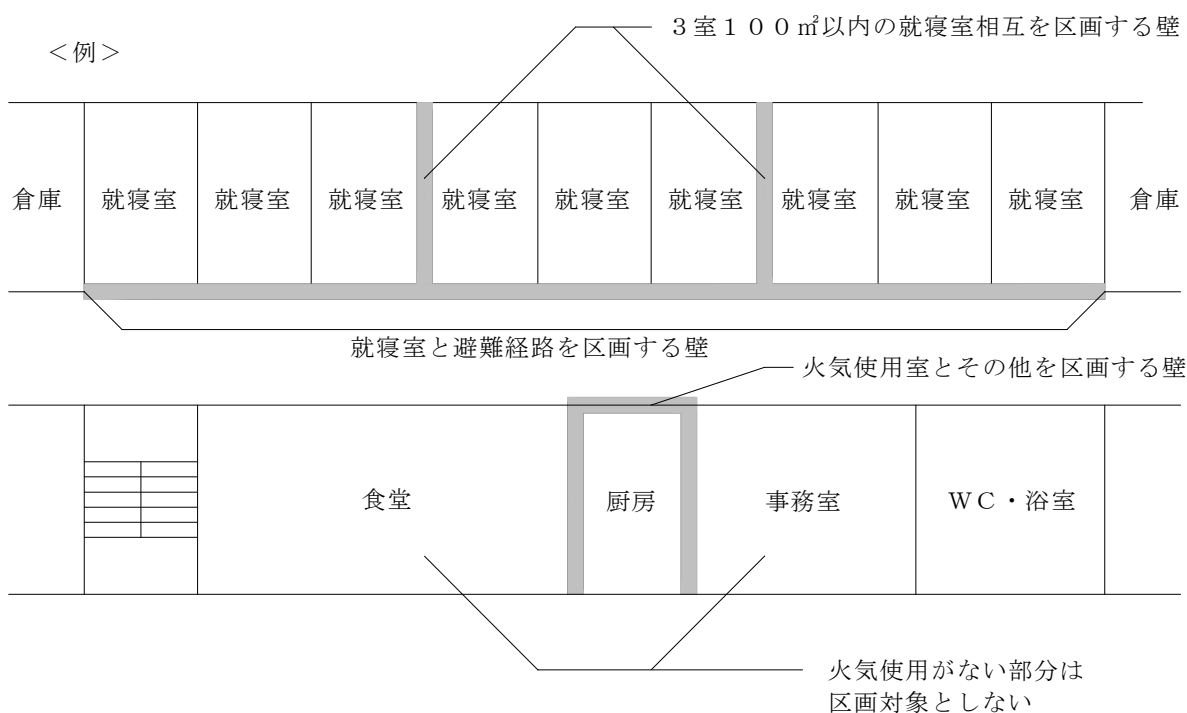 ３室１００㎡以内の就寝室相互を区画する壁
＜例＞
倉庫 就寝室 就寝室 就寝室 就寝室 就寝室 就寝室 就寝室 就寝室 就寝室 倉庫
就寝室と避難経路を区画する壁
火気使用室とその他を区画する壁
食堂 厨房 事務室 ＷＣ・浴室
火気使用がない部分は
区画対象としない